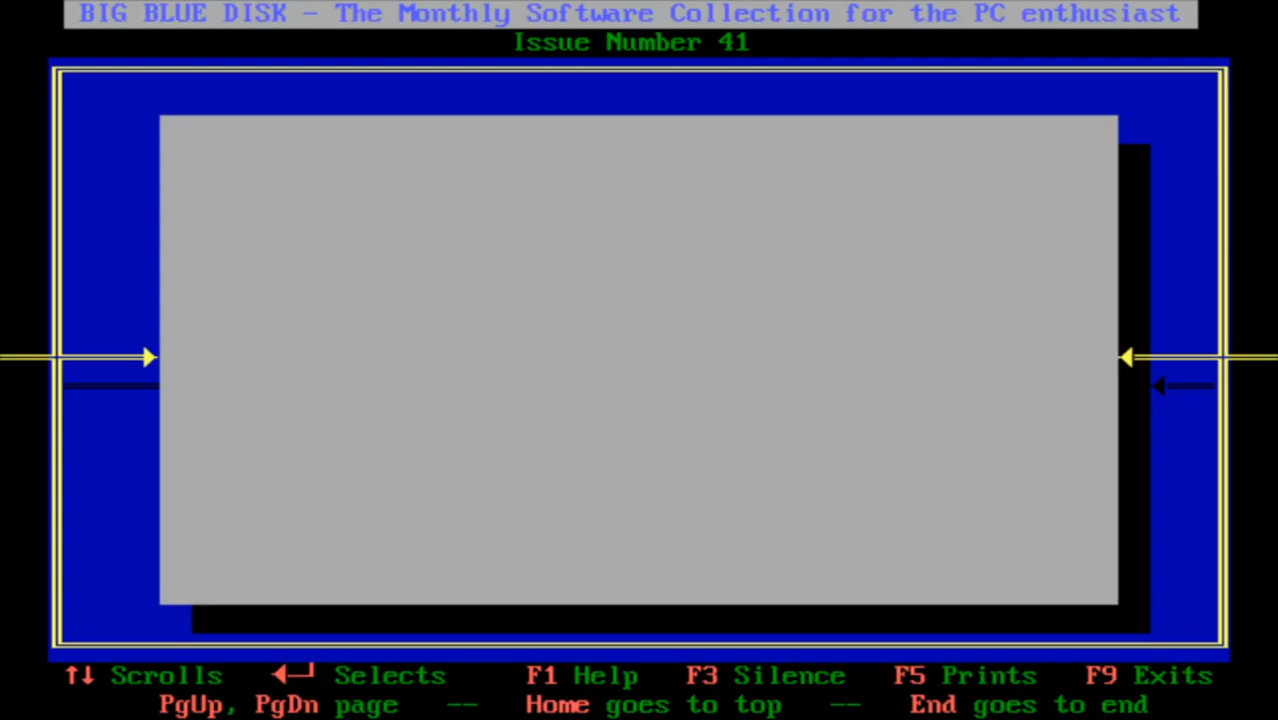 BIG BLUE DISK - The Monthly Software Collection for the PC enthusiast
Issue Number 41
↑↓ Scrolls ◄─┘ Selects F1 Help F3 Silence F5 Prints F9 Exits
PgUp, PgDn page -- Home goes to top -- End goes to end